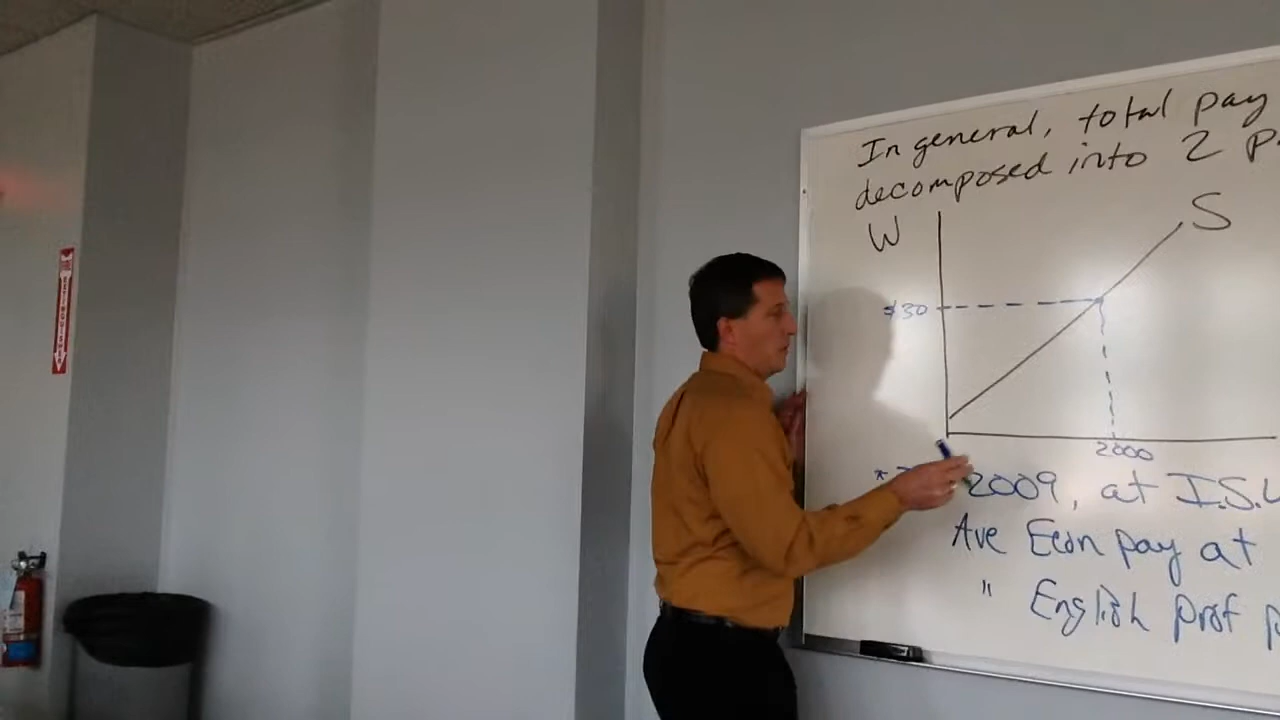 In general, total pay
decomposed into 2 p
W
S
$30
2000
2009, at I.S.U
Ave Econ pay at
" English prof p